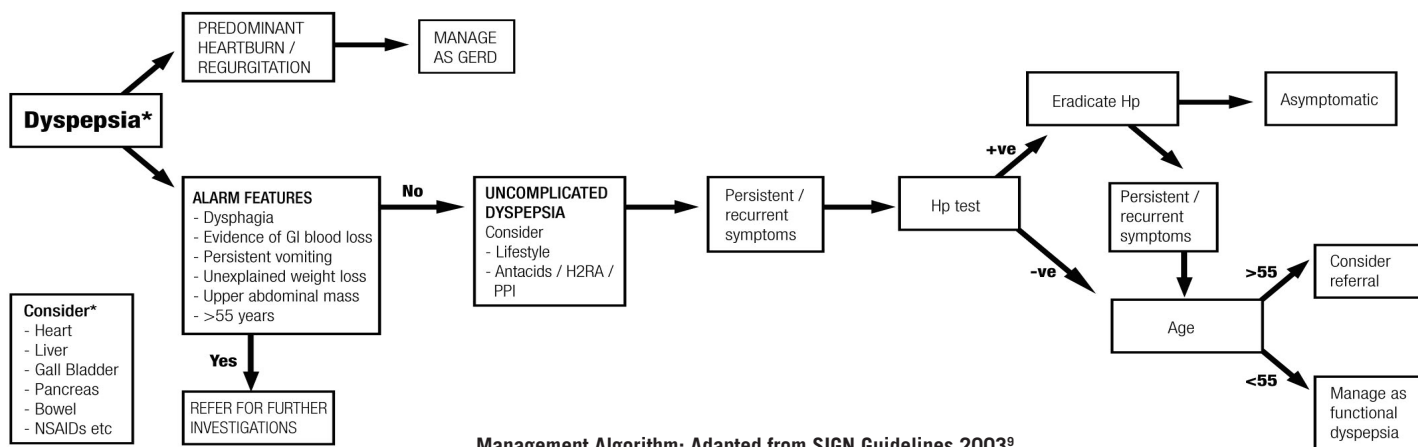 Dyspepsia*
PREDOMINANT
HEARTBURN /
REGURGITATION
MANAGE
AS GERD
ALARM FEATURES
- Dysphagia
- Evidence of GI blood loss
- Persistent vomiting
- Unexplained weight loss
- Upper abdominal mass
- >55 years
Yes
REFER FOR FURTHER
INVESTIGATIONS
Consider*
- Heart
- Liver
- Gall Bladder
- Pancreas
- Bowel
- NSAIDs etc
No
UNCOMPLICATED
DYSPEPSIA
Consider
- Lifestyle
- Antacids / H2RA /
PPI
Persistent /
recurrent
symptoms
Hp test
+ve
Eradicate Hp
Asymptomatic
Persistent /
recurrent
symptoms
-ve
Age
>55
Consider
referral
<55
Manage as
functional
dyspepsia
Management Algorithm: Adapted from SIGN Guidelines 2003⁹